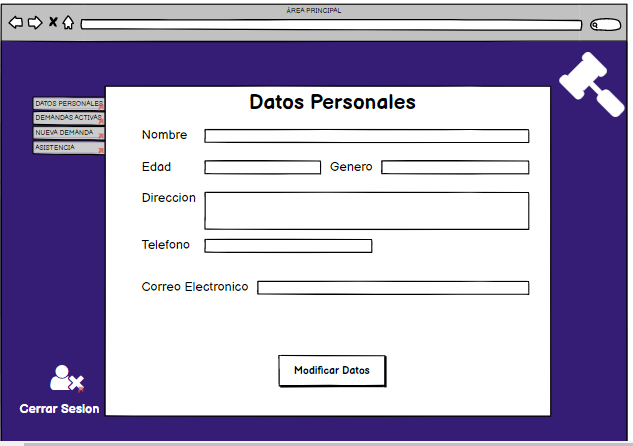 ÁREA PRINCIPAL
DATOS PERSONALES
DEMANDAS ACTIVAS
NUEVA DEMANDA
ASISTENCIA
Datos Personales
Nombre
Edad Genero
Direccion
Telefono
Correo Electronico
Modificar Datos
Cerrar Sesion